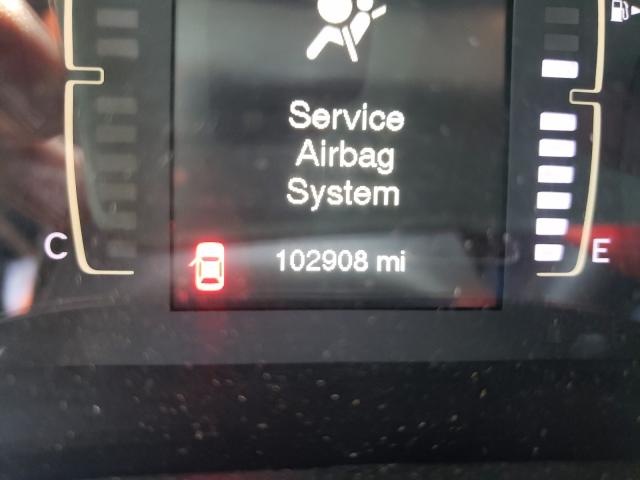 Service
Airbag
System
C
102908 mi
E